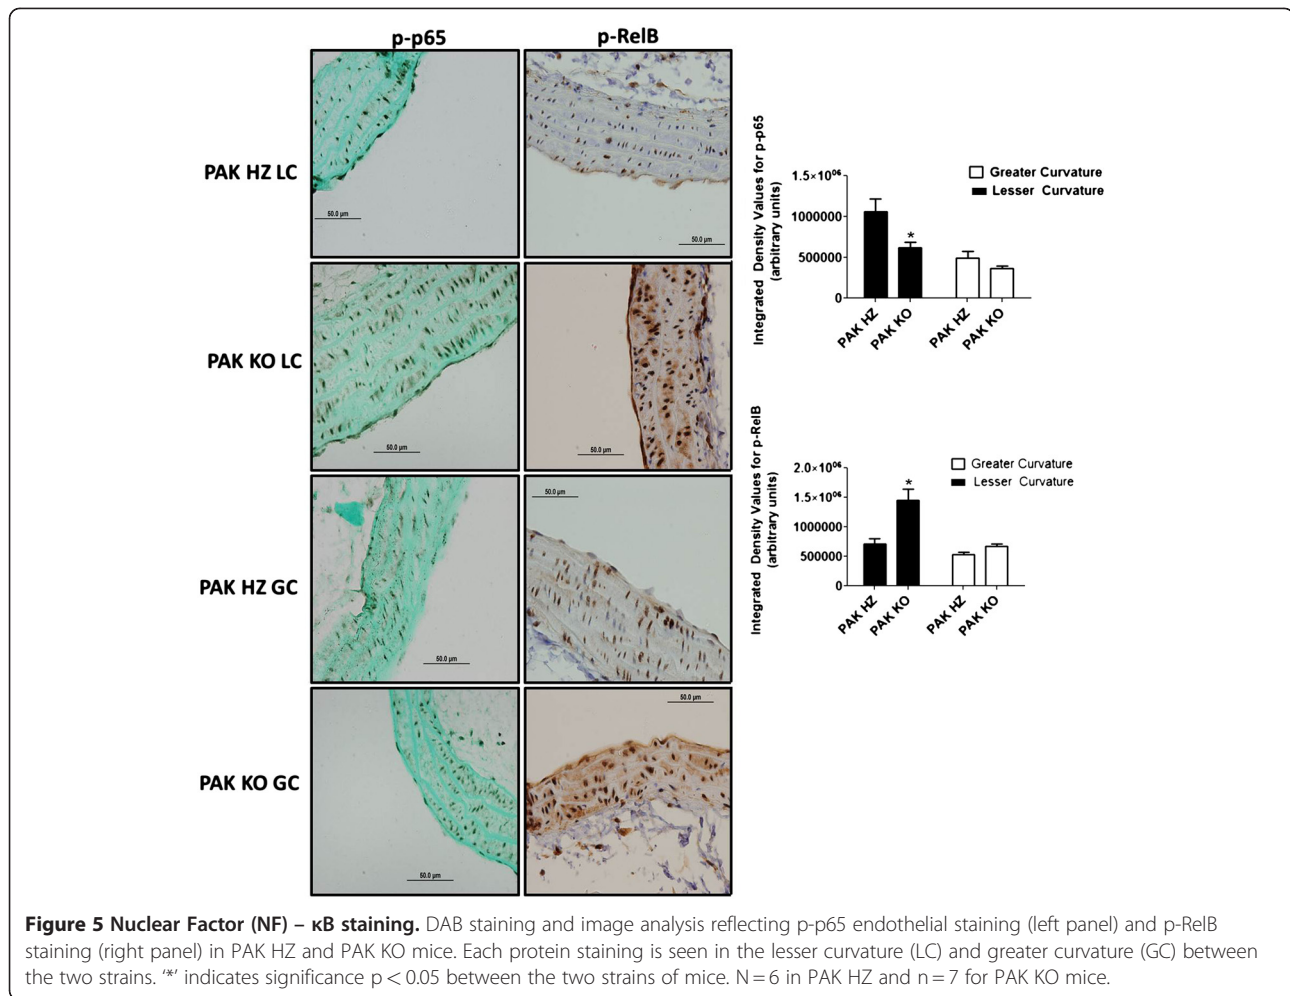 p-p65
p-RelB
PAK HZ LC
50.0 µm
50.0 µm
PAK KO LC
50.0 µm
50.0 µm
PAK HZ GC
50.0 µm
50.0 µm
PAK KO GC
50.0 µm
50.0 µm
Integrated Density Values for p-p65
(arbitrary units)
Greater Curvature
Lesser Curvature
1.5×10⁰⁶
1000000
500000
0
*
PAK HZ
PAK KO
PAK HZ
PAK KO
Integrated Density Values for p-RelB
(arbitrary units)
Greater Curvature
Lesser Curvature
2.0×10⁰⁶
1.5×10⁰⁶
1000000
500000
0
*
PAK HZ
PAK KO
PAK HZ
PAK KO
Figure 5 Nuclear Factor (NF) – κB staining. DAB staining and image analysis reflecting p-p65 endothelial staining (left panel) and p-RelB
staining (right panel) in PAK HZ and PAK KO mice. Each protein staining is seen in the lesser curvature (LC) and greater curvature (GC) between
the two strains. ‘*’ indicates significance p < 0.05 between the two strains of mice. N = 6 in PAK HZ and n = 7 for PAK KO mice.